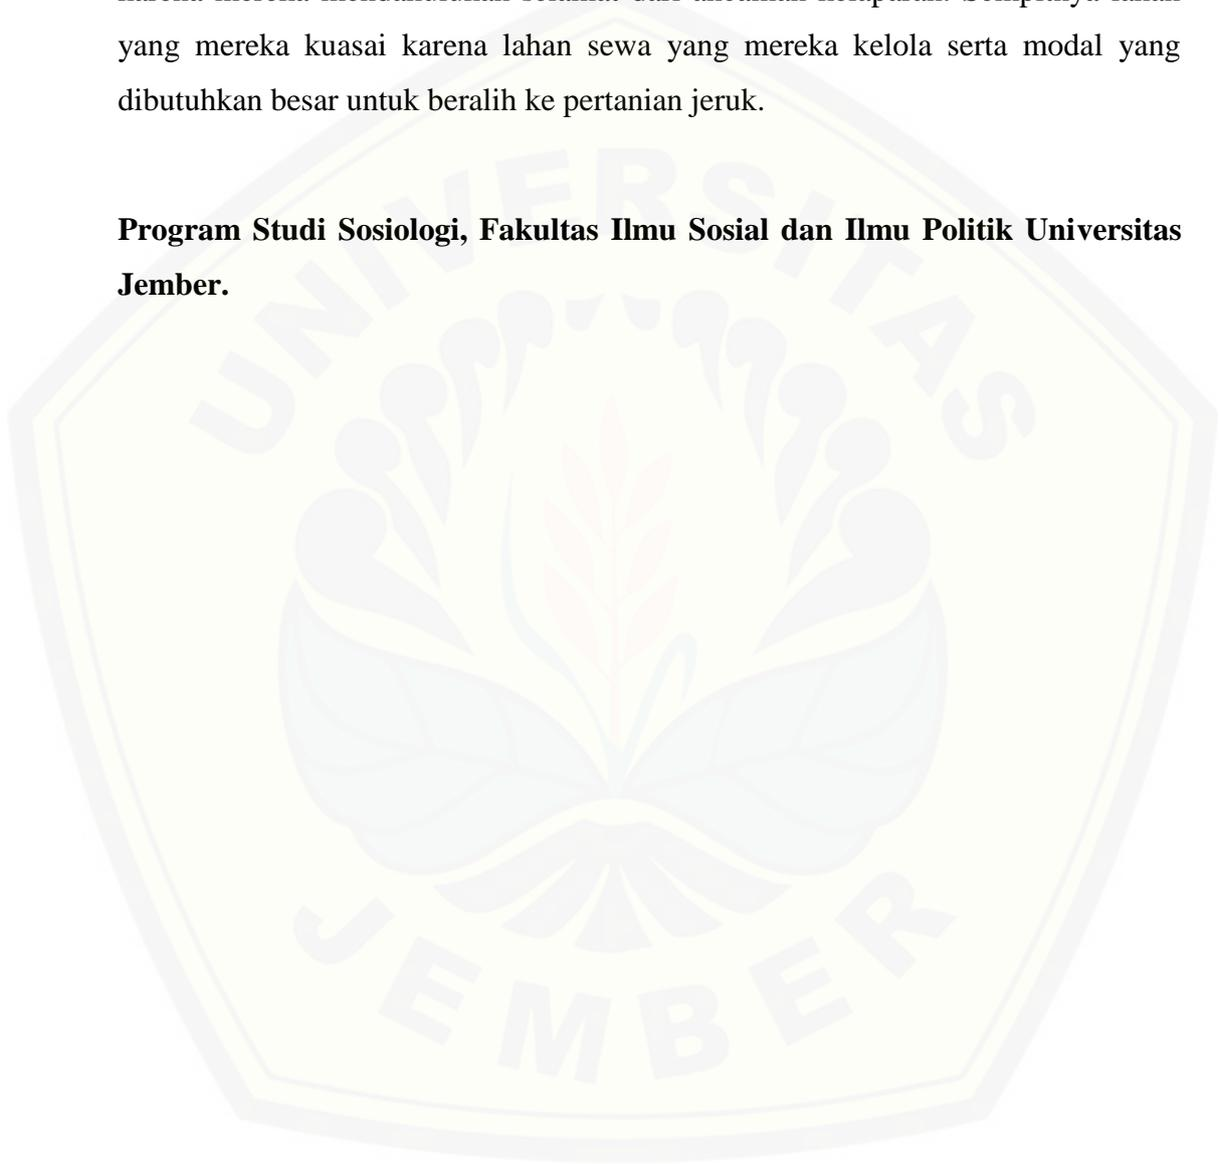 yang mereka kuasai karena lahan sewa yang mereka kelola serta modal yang
dibutuhkan besar untuk beralih ke pertanian jeruk.
Program Studi Sosiologi, Fakultas Ilmu Sosial dan Ilmu Politik Universitas
Jember.
UNIVERSITAS
JEMBER